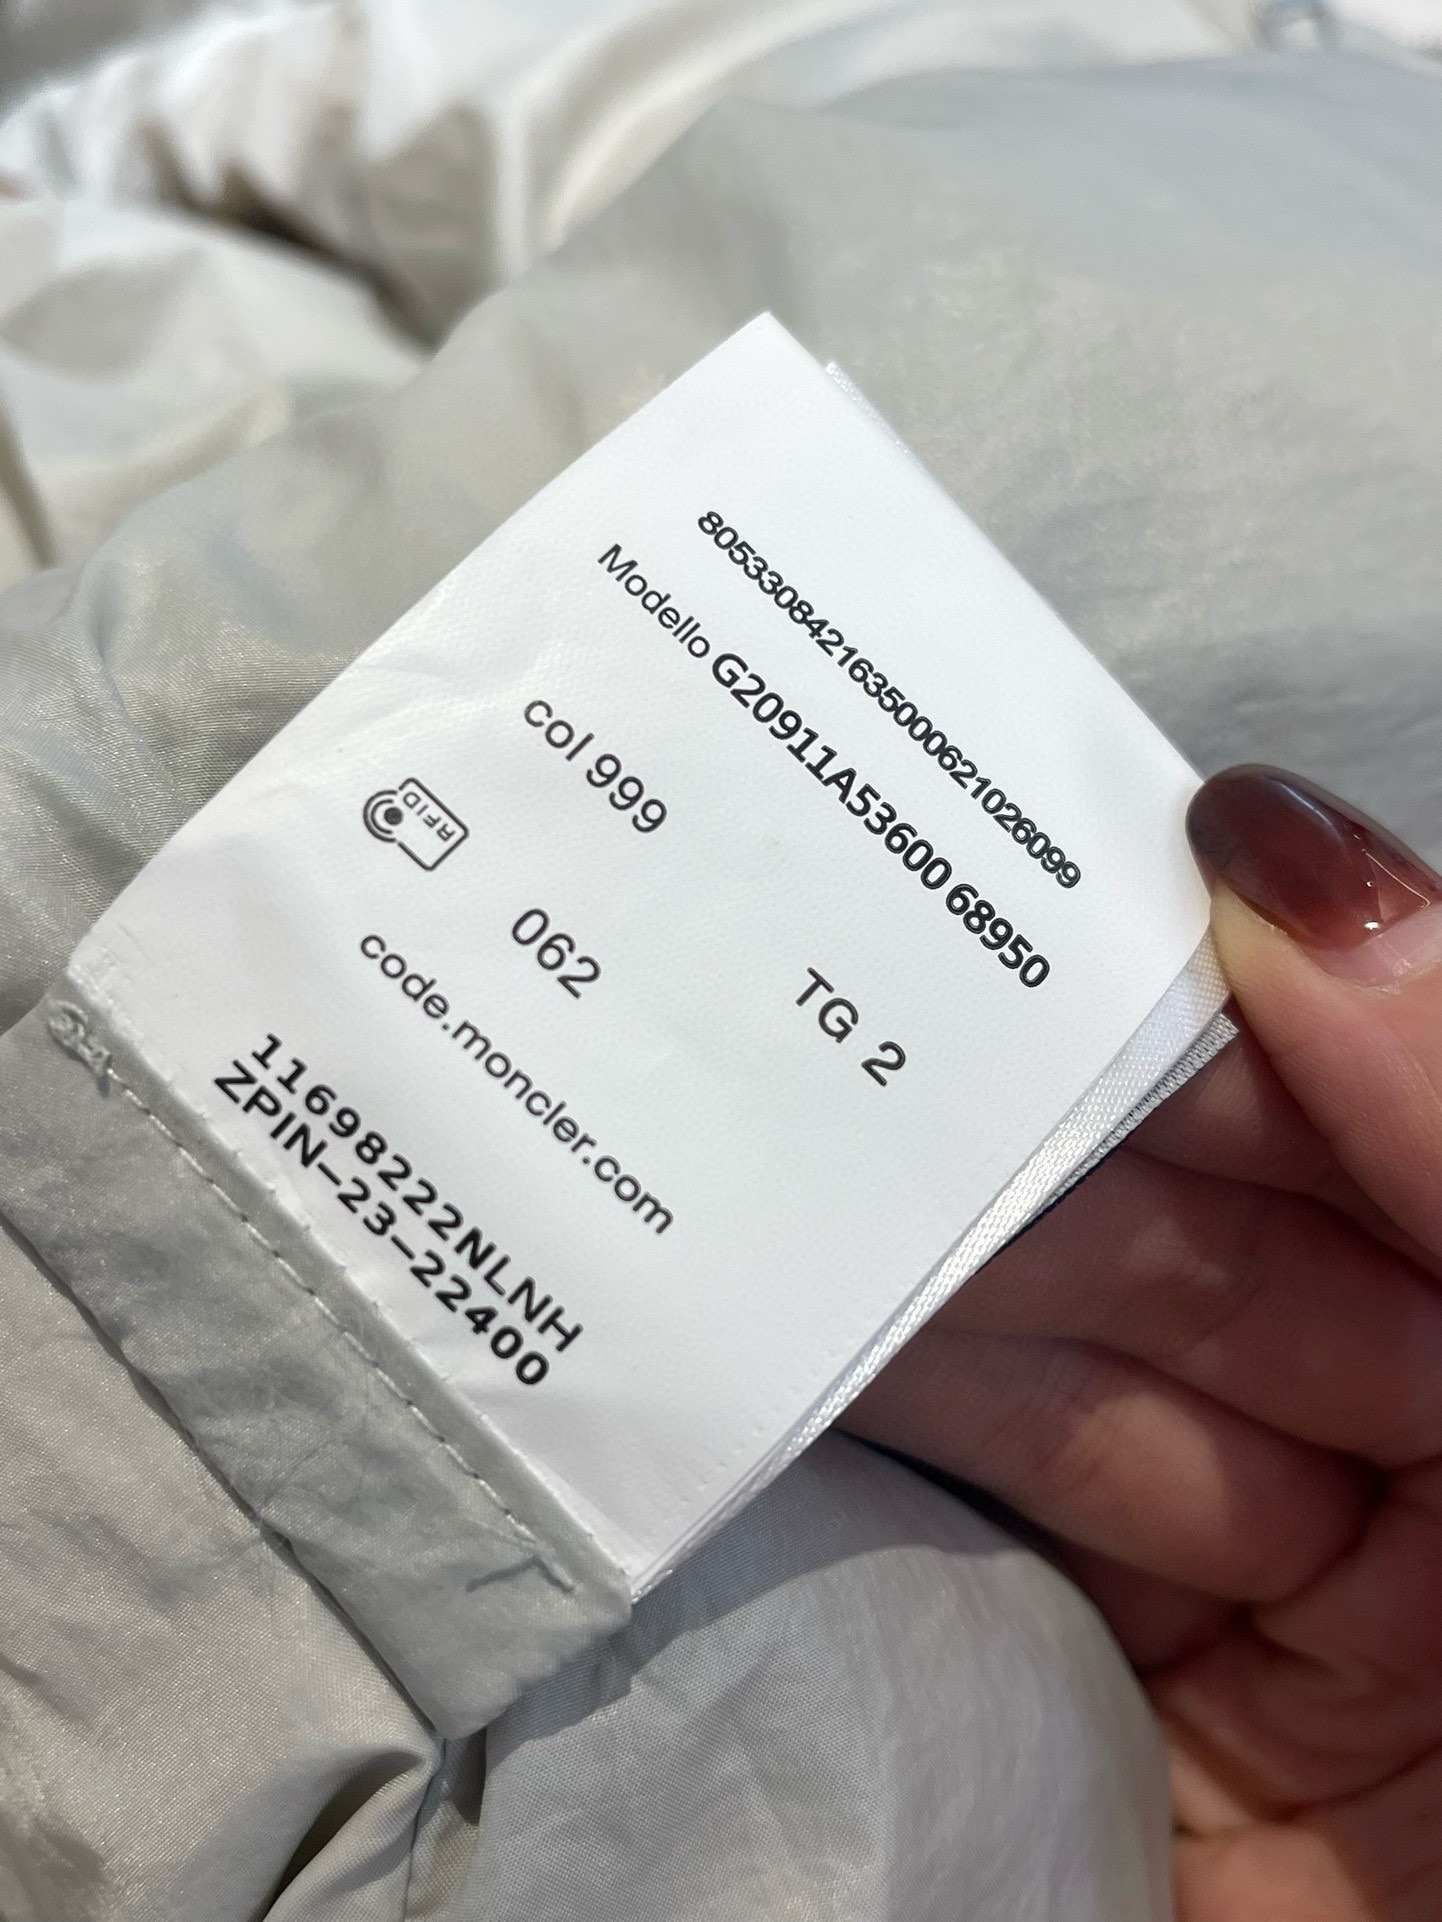 8053308421635000621026099
Modello G20911A53600 68950
col 999 TG 2
RFID 062
code.moncler.com
11698222NLNH
ZPIN-23-22400